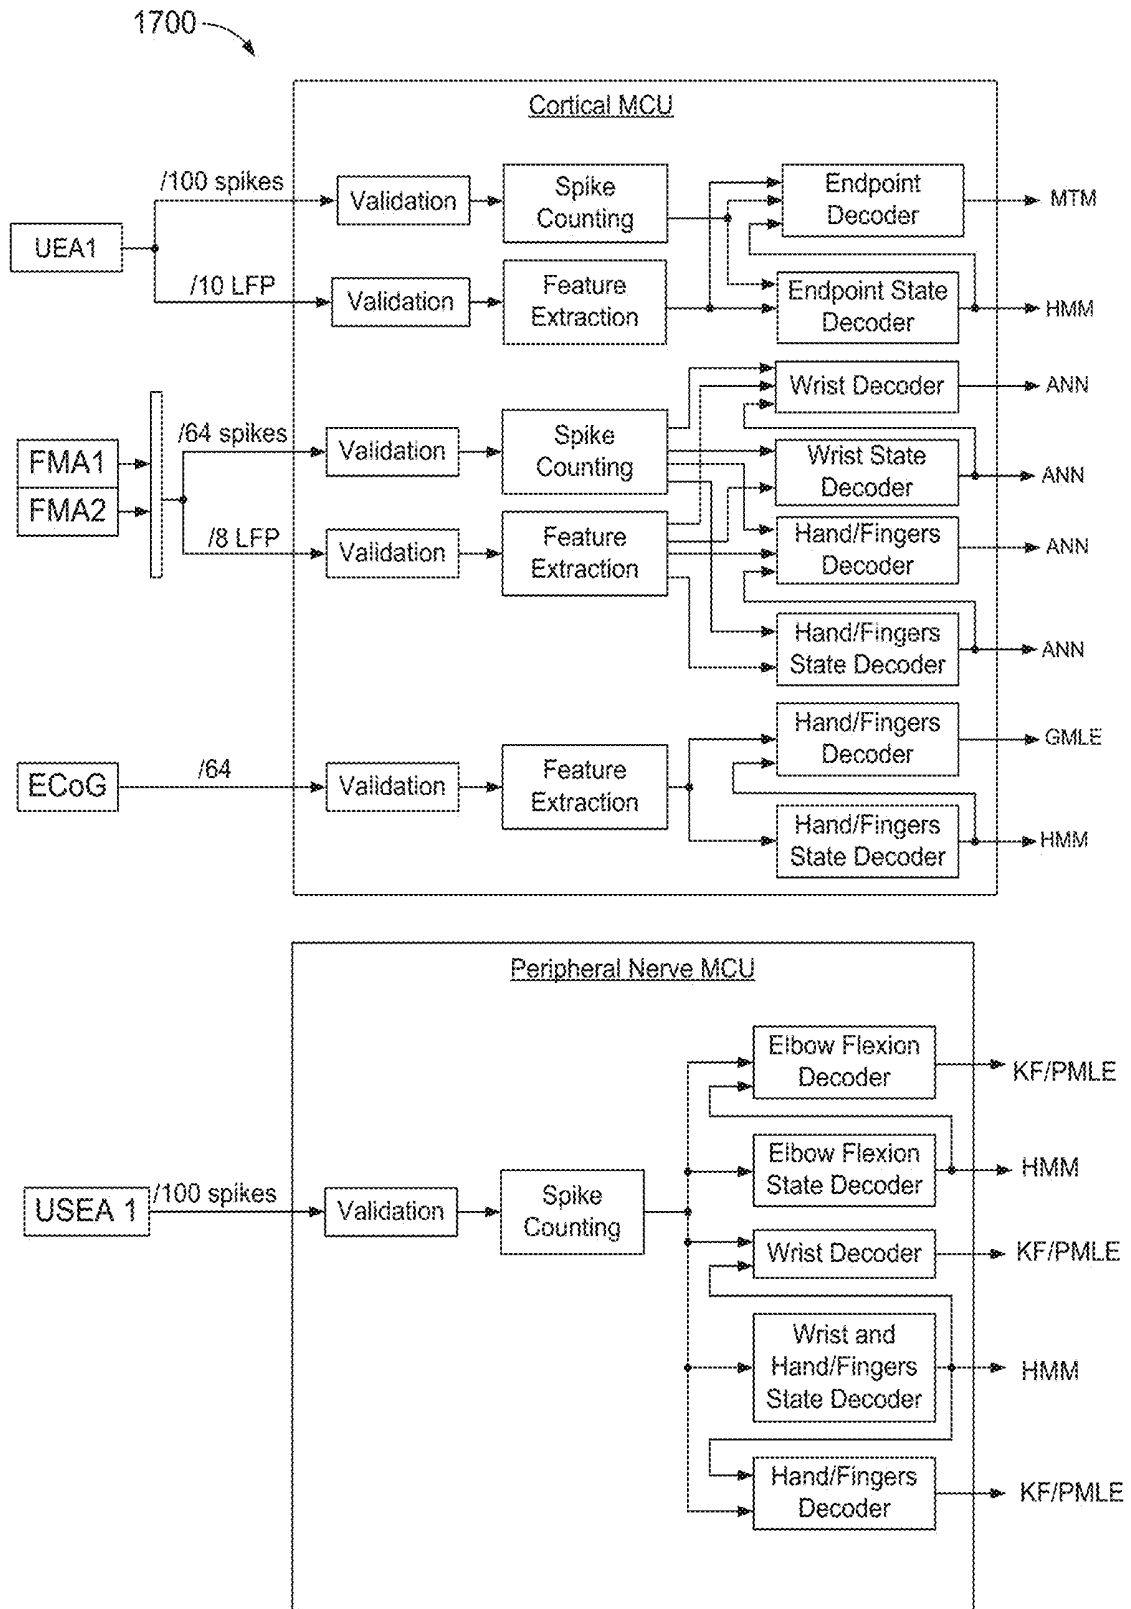 1700
Cortical MCU
/100 spikes
Validation
Spike
Counting
Endpoint
Decoder
MTM
UEA1
/10 LFP
Validation
Feature
Extraction
Endpoint State
Decoder
HMM
Wrist Decoder
ANN
/64 spikes
FMA1
FMA2
Validation
Spike
Counting
Wrist State
Decoder
ANN
/8 LFP
Validation
Feature
Extraction
Hand/Fingers
Decoder
ANN
Hand/Fingers
State Decoder
ANN
Hand/Fingers
Decoder
GMLE
ECoG
/64
Validation
Feature
Extraction
Hand/Fingers
State Decoder
HMM
Peripheral Nerve MCU
Elbow Flexion
Decoder
KF/PMLE
Elbow Flexion
State Decoder
HMM
USEA 1
/100 spikes
Validation
Spike
Counting
Wrist Decoder
KF/PMLE
Wrist and
Hand/Fingers
State Decoder
HMM
Hand/Fingers
Decoder
KF/PMLE